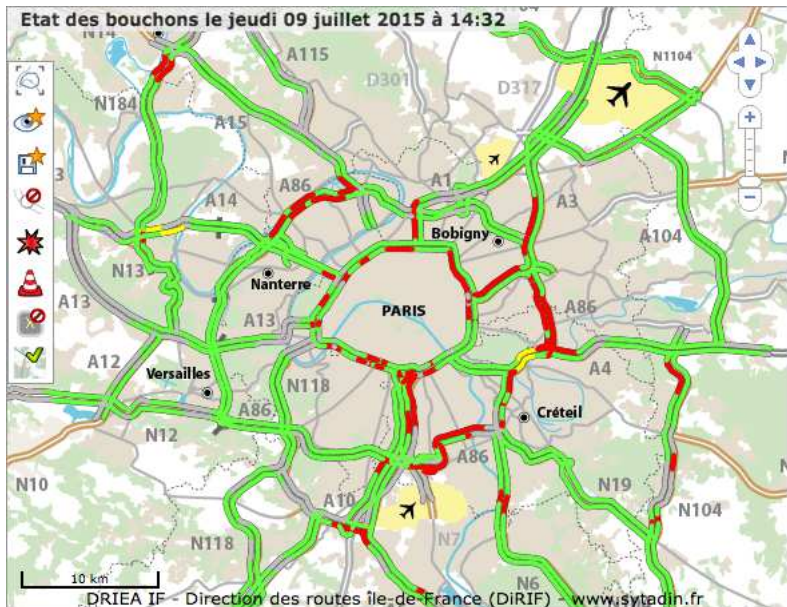 Etat des bouchons le jeudi 09 juillet 2015 à 14:32
N14
A115
N1104
D301
D317
N184
A15
A86
A1
A3
A14
Bobigny
A104
N13
Nanterre
PARIS
A13
A13
A86
A12
Versailles
N118
A4
Créteil
A86
N12
A86
N10
A10
N19
N104
N118
N7
N6
10 km
DRIEA IF - Direction des routes île-de-France (DiRIF) - www.sytadin.fr